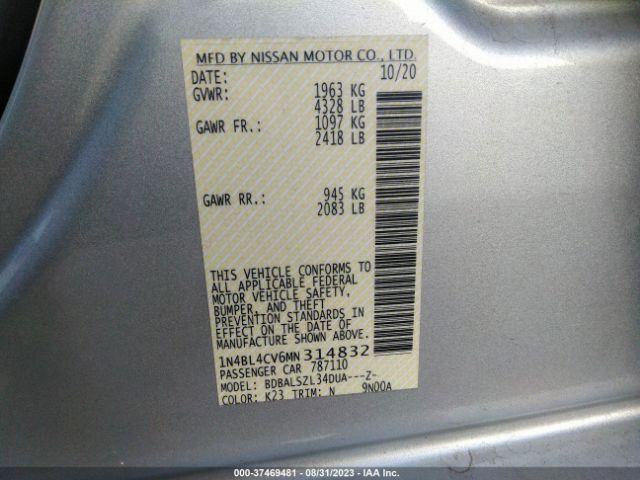 MFD BY NISSAN MOTOR CO., LTD.
DATE: 10/20
GVWR: 1963 KG
4328 LB
GAWR FR.: 1097 KG
2418 LB
GAWR RR.: 945 KG
2083 LB
THIS VEHICLE CONFORMS TO
ALL APPLICABLE FEDERAL
MOTOR VEHICLE SAFETY,
BUMPER, AND THEFT
PREVENTION STANDARDS IN
EFFECT ON THE DATE OF
MANUFACTURE SHOWN ABOVE.
1N4BL4CV6MN314832
PASSENGER CAR 787110
MODEL: BDBALSZL34DUA---Z-
COLOR: K23 TRIM: N 9N00A
000-37469481 - 08/31/2023 - IAA Inc.